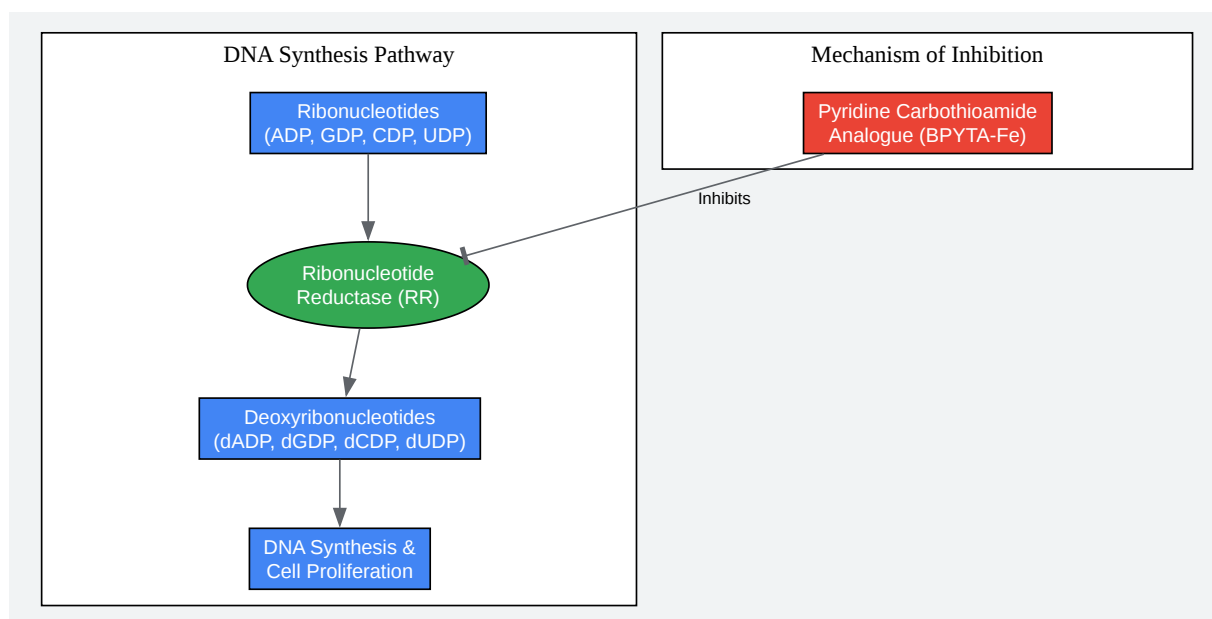 DNA Synthesis Pathway
Ribonucleotides
(ADP, GDP, CDP, UDP)
Ribonucleotide
Reductase (RR)
Deoxyribonucleotides
(dADP, dGDP, dCDP, dUDP)
DNA Synthesis &
Cell Proliferation
Mechanism of Inhibition
Pyridine Carbothioamide
Analogue (BPYTA-Fe)
Inhibits